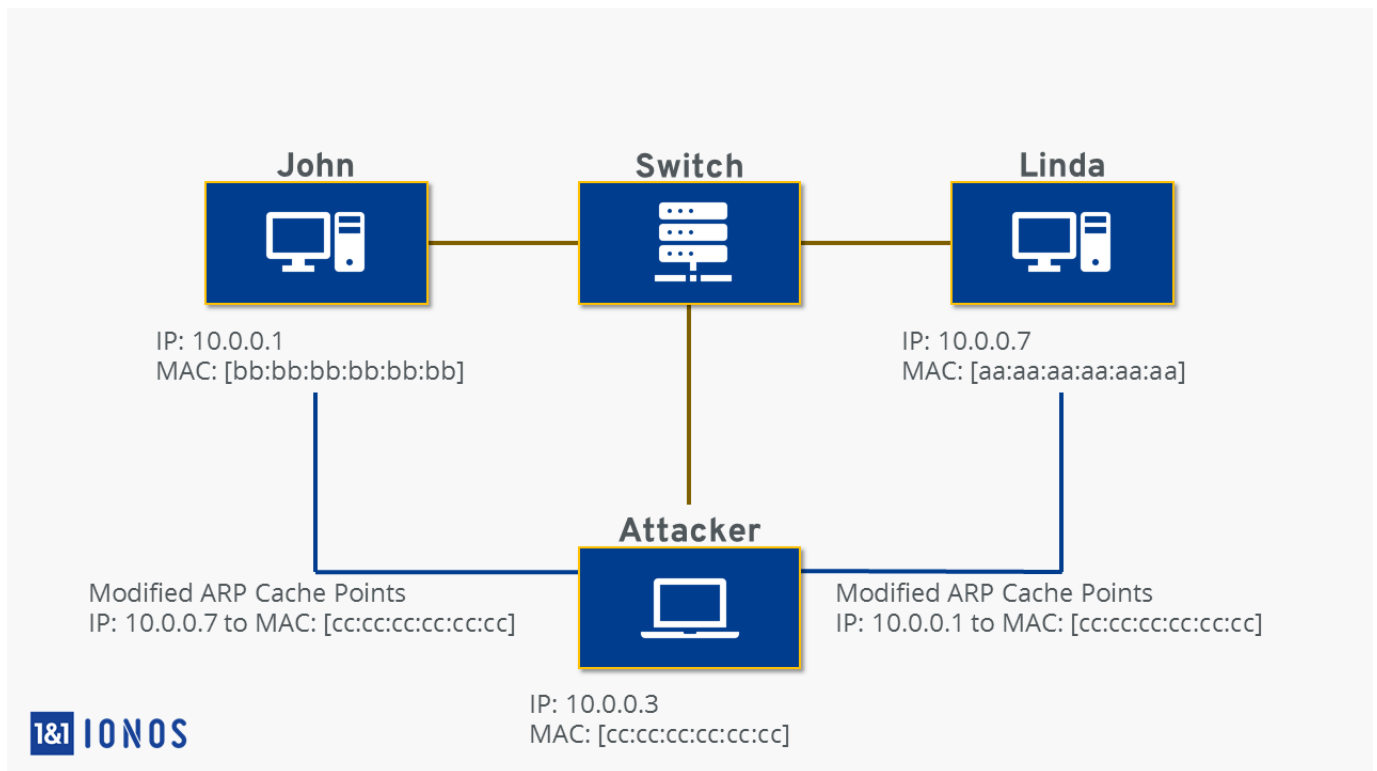 John
Switch
Linda
IP: 10.0.0.1
MAC: [bb:bb:bb:bb:bb:bb]
IP: 10.0.0.7
MAC: [aa:aa:aa:aa:aa:aa]
Attacker
Modified ARP Cache Points
IP: 10.0.0.7 to MAC: [cc:cc:cc:cc:cc:cc]
Modified ARP Cache Points
IP: 10.0.0.1 to MAC: [cc:cc:cc:cc:cc:cc]
IP: 10.0.0.3
MAC: [cc:cc:cc:cc:cc:cc]
1&1 IONOS